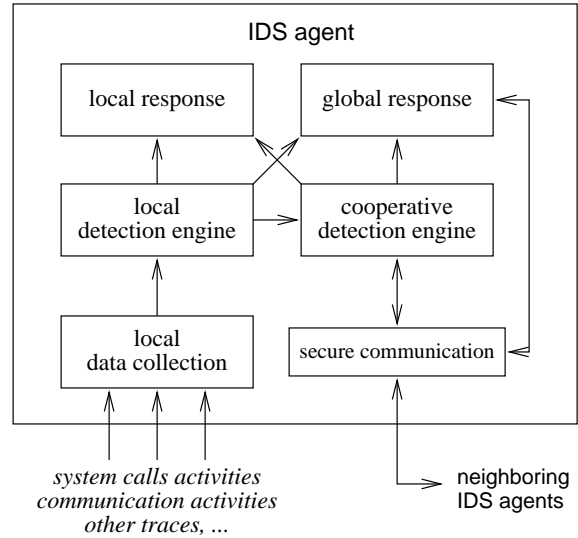 IDS agent
local response
global response
local
detection engine
cooperative
detection engine
local
data collection
secure communication
system calls activities
communication activities
other traces, ...
neighboring
IDS agents